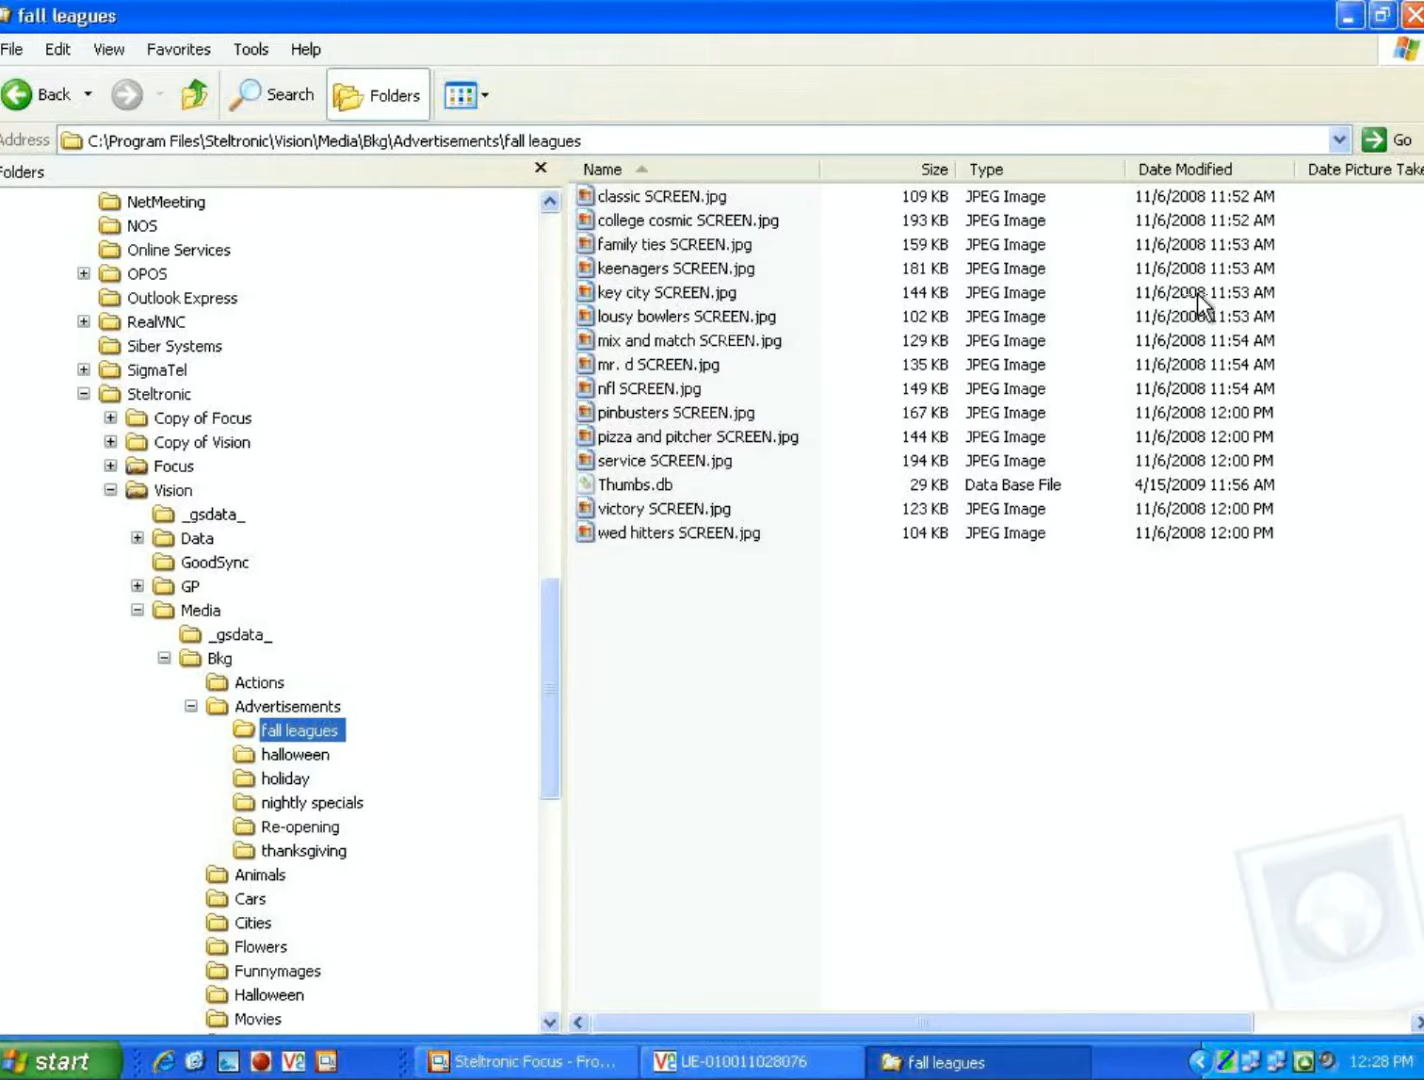 fall leagues
File Edit View Favorites Tools Help
Back Search Folders
Address C:\Program Files\Steltronic\Vision\Media\Bkg\Advertisements\fall leagues Go
Folders
NetMeeting
NOS
Online Services
OPOS
Outlook Express
RealVNC
Siber Systems
SigmaTel
Steltronic
Copy of Focus
Copy of Vision
Focus
Vision
_gsdata_
Data
GoodSync
GP
Media
_gsdata_
Bkg
Actions
Advertisements
fall leagues
halloween
holiday
nightly specials
Re-opening
thanksgiving
Animals
Cars
Cities
Flowers
Funnymages
Halloween
Movies
Name Size Type Date Modified Date Picture Take
classic SCREEN.jpg 109 KB JPEG Image 11/6/2008 11:52 AM
college cosmic SCREEN.jpg 193 KB JPEG Image 11/6/2008 11:52 AM
family ties SCREEN.jpg 159 KB JPEG Image 11/6/2008 11:53 AM
keenagers SCREEN.jpg 181 KB JPEG Image 11/6/2008 11:53 AM
key city SCREEN.jpg 144 KB JPEG Image 11/6/2008 11:53 AM
lousy bowlers SCREEN.jpg 102 KB JPEG Image 11/6/2008 11:53 AM
mix and match SCREEN.jpg 129 KB JPEG Image 11/6/2008 11:54 AM
mr. d SCREEN.jpg 135 KB JPEG Image 11/6/2008 11:54 AM
nfl SCREEN.jpg 149 KB JPEG Image 11/6/2008 11:54 AM
pinbusters SCREEN.jpg 167 KB JPEG Image 11/6/2008 12:00 PM
pizza and pitcher SCREEN.jpg 144 KB JPEG Image 11/6/2008 12:00 PM
service SCREEN.jpg 194 KB JPEG Image 11/6/2008 12:00 PM
Thumbs.db 29 KB Data Base File 4/15/2009 11:56 AM
victory SCREEN.jpg 123 KB JPEG Image 11/6/2008 12:00 PM
wed hitters SCREEN.jpg 104 KB JPEG Image 11/6/2008 12:00 PM
start Steltronic Focus - Fro... UE-010011028076 fall leagues 12:28 PM